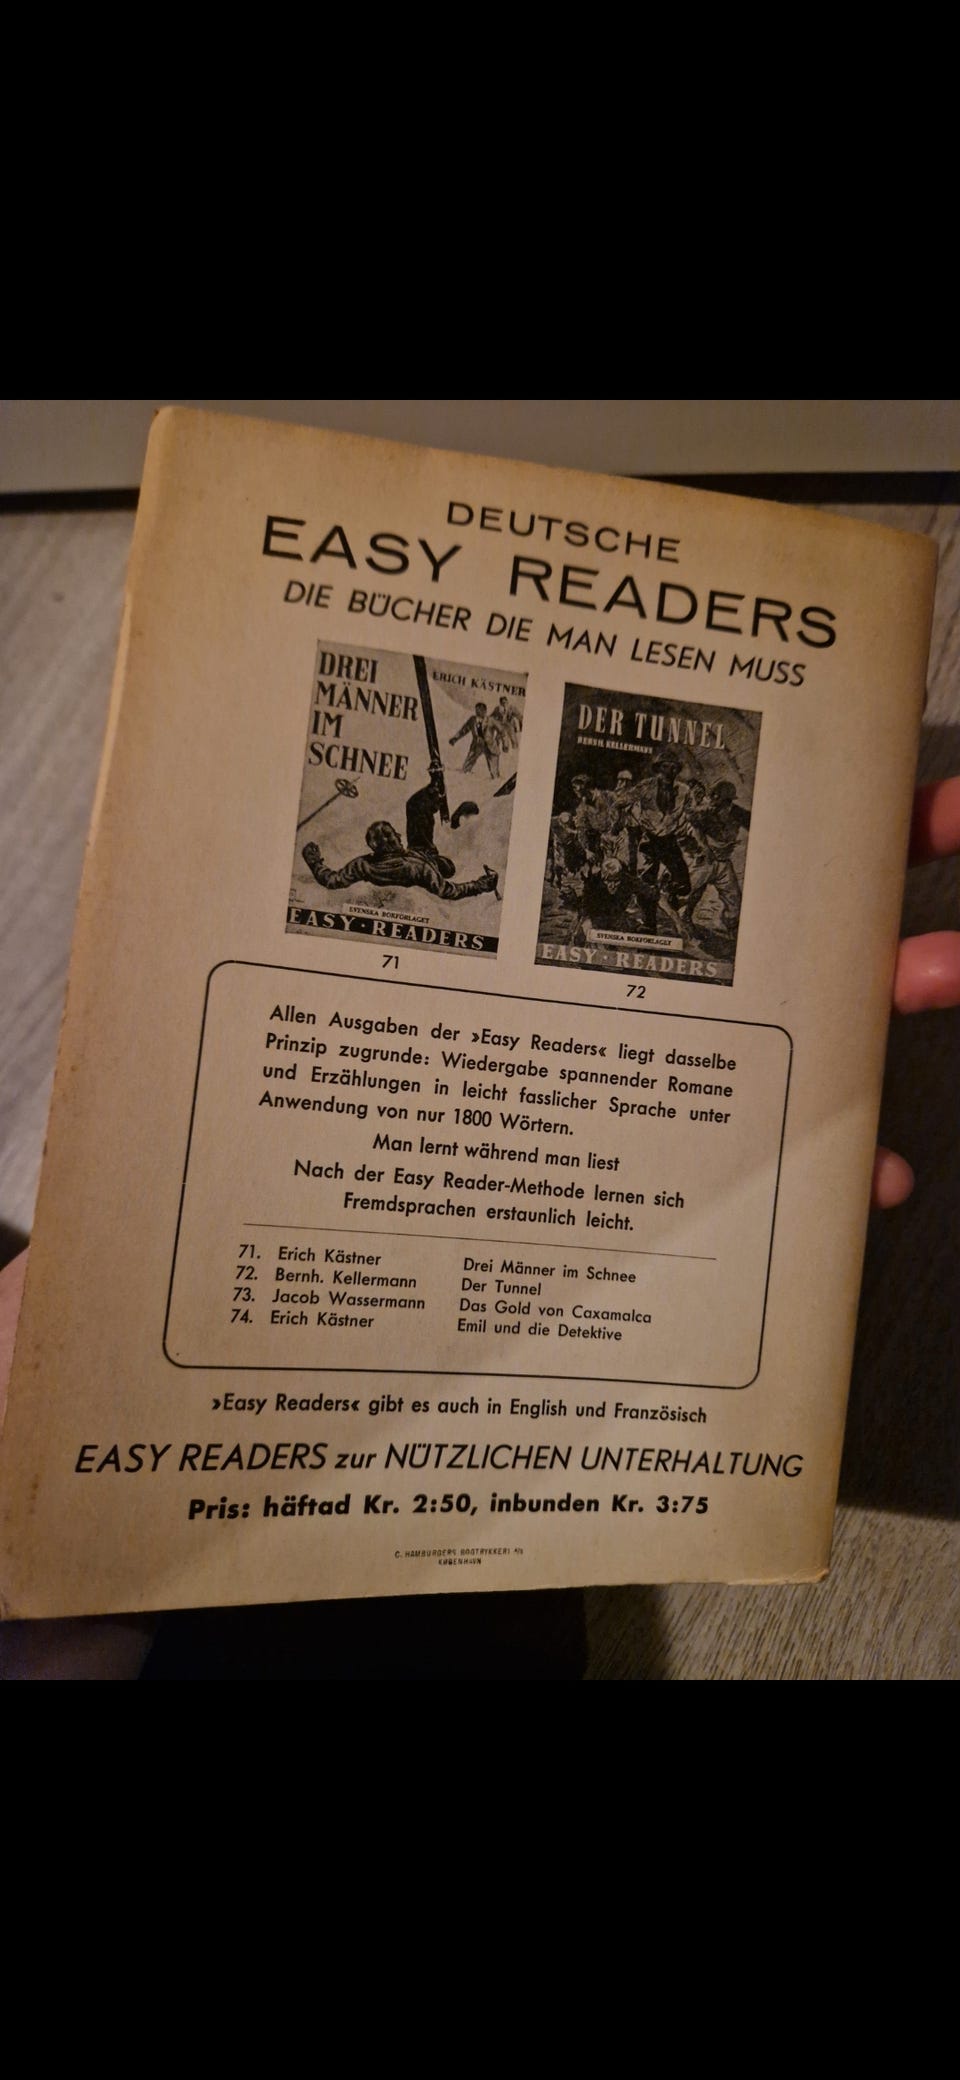 DEUTSCHE
EASY READERS
DIE BÜCHER DIE MAN LESEN MUSS
DREI
MÄNNER
IM
SCHNEE
ERICH KÄSTNER
SVENSKA BOKFÖRLAGET
EASY · READERS
71
DER TUNNEL
BERNH. KELLERMANN
SVENSKA BOKFÖRLAGET
EASY · READERS
72
Allen Ausgaben der »Easy Readers« liegt dasselbe
Prinzip zugrunde: Wiedergabe spannender Romane
und Erzählungen in leicht fasslicher Sprache unter
Anwendung von nur 1800 Wörtern.
Man lernt während man liest
Nach der Easy Reader-Methode lernen sich
Fremdsprachen erstaunlich leicht.
71. Erich Kästner Drei Männer im Schnee
72. Bernh. Kellermann Der Tunnel
73. Jacob Wassermann Das Gold von Caxamalca
74. Erich Kästner Emil und die Detektive
»Easy Readers« gibt es auch in English und Französisch
EASY READERS zur NÜTZLICHEN UNTERHALTUNG
Pris: häftad Kr. 2:50, inbunden Kr. 3:75
C. HAMBURGERS BOGTRYKKERI A/S
KØBENHAVN